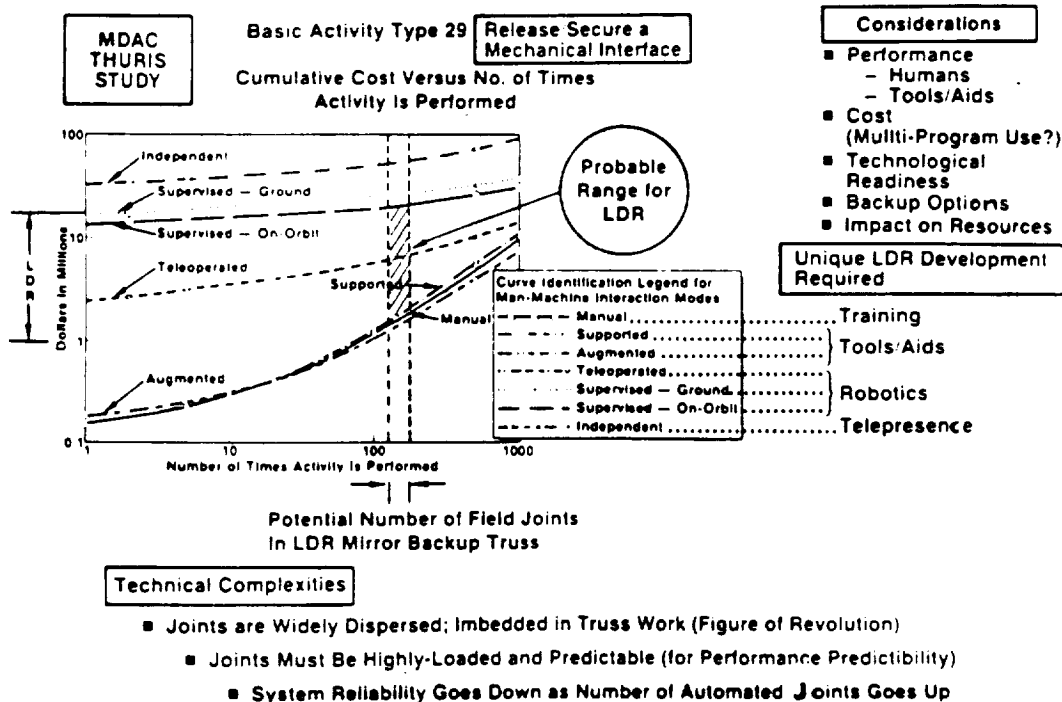 MDAC
THURIS
STUDY
Basic Activity Type 29
Release Secure a
Mechanical Interface
Cumulative Cost Versus No. of Times
Activity Is Performed
100
10
1
0.1
Dollars in Millions
LDR
Independent
Supervised — Ground
Supervised — On-Orbit
Teleoperated
Supported
Manual
Augmented
1
10
100
1000
Number of Times Activity Is Performed
Probable
Range for
LDR
Potential Number of Field Joints
In LDR Mirror Backup Truss
Curve Identification Legend for
Man-Machine Interaction Modes
Manual
Supported
Augmented
Teleoperated
Supervised — Ground
Supervised — On-Orbit
Independent
Training
Tools/Aids
Robotics
Telepresence
Considerations
■ Performance
– Humans
– Tools/Aids
■ Cost
(Mullti-Program Use?)
■ Technological
Readiness
■ Backup Options
■ Impact on Resources
Unique LDR Development
Required
Technical Complexities
■ Joints are Widely Dispersed; Imbedded in Truss Work (Figure of Revolution)
■ Joints Must Be Highly-Loaded and Predictable (for Performance Predictibility)
■ System Reliability Goes Down as Number of Automated Joints Goes Up